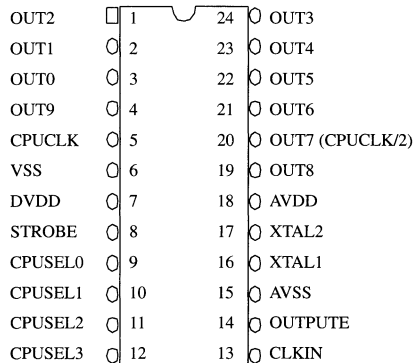 OUT2 1 24 OUT3
OUT1 2 23 OUT4
OUT0 3 22 OUT5
OUT9 4 21 OUT6
CPUCLK 5 20 OUT7 (CPUCLK/2)
VSS 6 19 OUT8
DVDD 7 18 AVDD
STROBE 8 17 XTAL2
CPUSEL0 9 16 XTAL1
CPUSEL1 10 15 AVSS
CPUSEL2 11 14 OUTPUTE
CPUSEL3 12 13 CLKIN